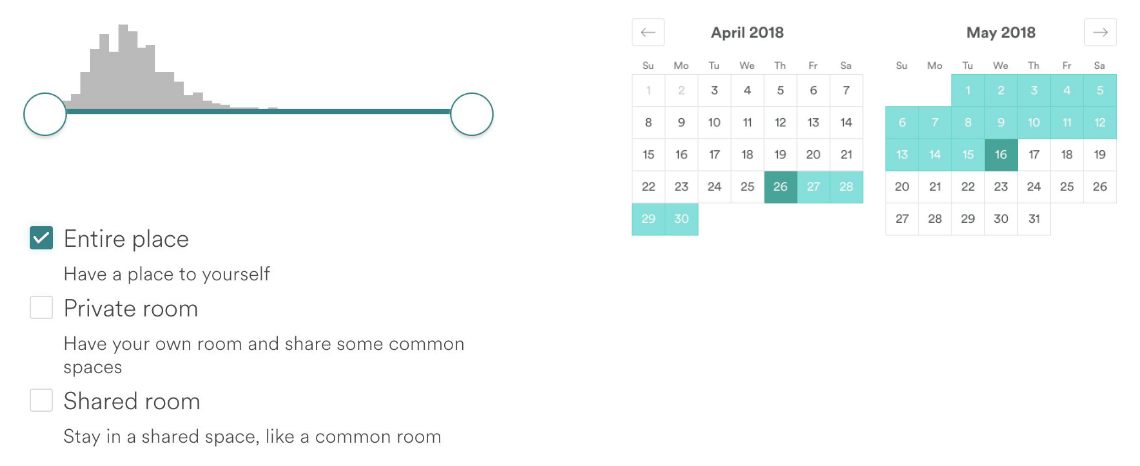 Entire place
Have a place to yourself
Private room
Have your own room and share some common
spaces
Shared room
Stay in a shared space, like a common room
April 2018
Su Mo Tu We Th Fr Sa
1 2 3 4 5 6 7
8 9 10 11 12 13 14
15 16 17 18 19 20 21
22 23 24 25 26 27 28
29 30
May 2018
Su Mo Tu We Th Fr Sa
1 2 3 4 5
6 7 8 9 10 11 12
13 14 15 16 17 18 19
20 21 22 23 24 25 26
27 28 29 30 31